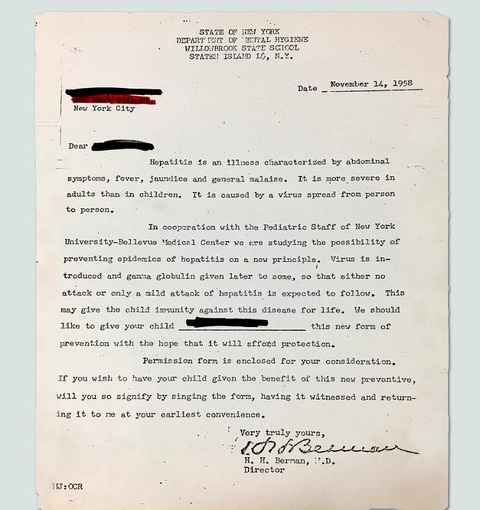 STATE OF NEW YORK
DEPARTMENT OF MENTAL HYGIENE
WILLOWBROOK STATE SCHOOL
STATEN ISLAND N.Y.
Date November 14, 1958
New York City
Dear
Hepatitis is an illness characterized by abdominal
symptoms, fever, jaundice and general malaise. It is more severe in
adults than in children. It is caused by a virus spread from person
to person.
In cooperation with the Pediatric Staff of New York
University-Bellevue Medical Center we are studying the possibility of
preventing epidemics of hepatitis on a new principle. Virus is in-
troduced and gamma globulin given later to some, so that either no
attack or only a mild attack of hepatitis is expected to follow. This
may give the child immunity against this disease for life. We should
like to give your child this new form of
prevention with the hope that it will afford protection.
Permission form is enclosed for your consideration.
If you wish to have your child given the benefit of this new preventive,
will you so signify by singing the form, having it witnessed and return-
ing it to me at your earliest convenience.
Very truly yours,
H H Berman
H. H. Berman, M.D.
Director